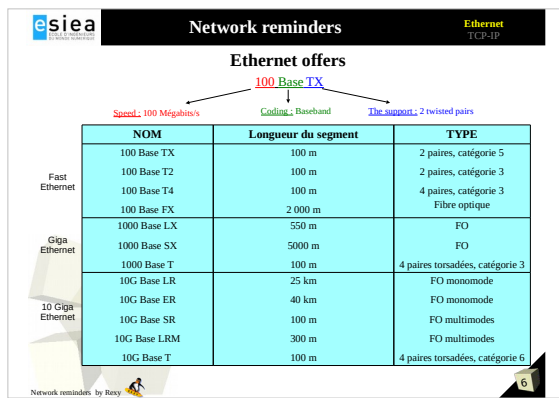 esiea
ECOLE D'INGENIEURS
DU MONDE NUMERIQUE
Network reminders
Ethernet
TCP-IP
Ethernet offers
100 Base TX
Speed : 100 Mégabits/s
Coding : Baseband
The support : 2 twisted pairs
NOM Longueur du segment TYPE
Fast
Ethernet
100 Base TX 100 m 2 paires, catégorie 5
100 Base T2 100 m 2 paires, catégorie 3
100 Base T4 100 m 4 paires, catégorie 3
100 Base FX 2 000 m Fibre optique
Giga
Ethernet
1000 Base LX 550 m FO
1000 Base SX 5000 m FO
1000 Base T 100 m 4 paires torsadées, catégorie 3
10 Giga
Ethernet
10G Base LR 25 km FO monomode
10G Base ER 40 km FO monomode
10G Base SR 100 m FO multimodes
10G Base LRM 300 m FO multimodes
10G Base T 100 m 4 paires torsadées, catégorie 6
Network reminders by Rexy
6